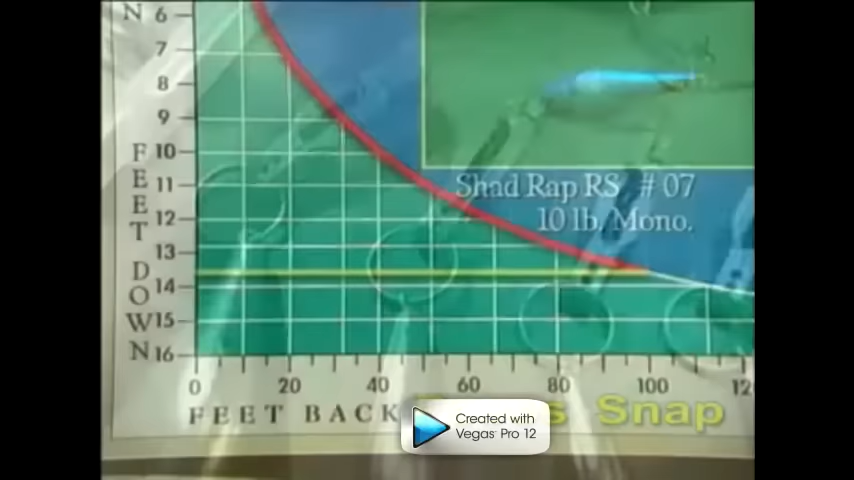 N
6
7
8
9
10
11
12
13
14
15
16
FEET DOWN
Shad Rap RS # 07
10 lb. Mono.
0 20 40 60 80 100
FEET BACK
Snap
Created with
Vegas Pro 12